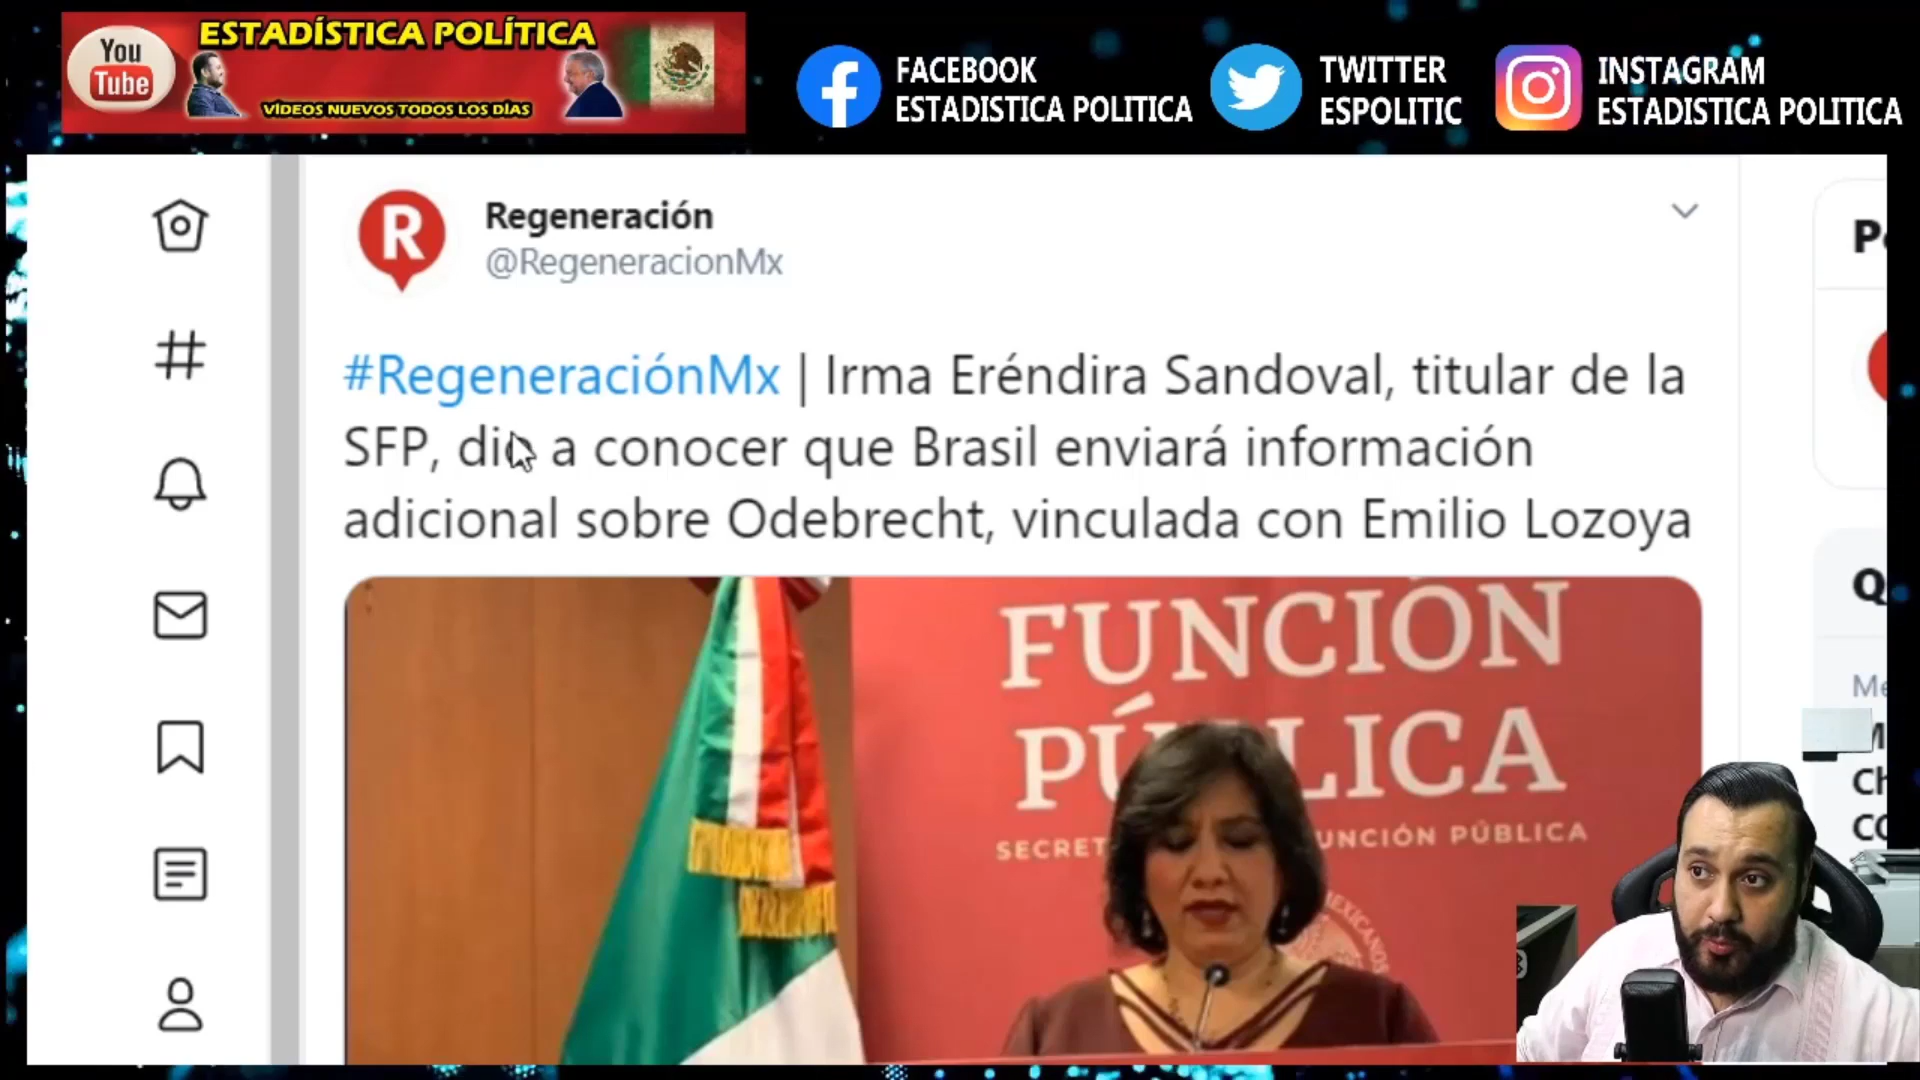 You
Tube
ESTADÍSTICA POLÍTICA
VÍDEOS NUEVOS TODOS LOS DÍAS
FACEBOOK
ESTADISTICA POLITICA
TWITTER
ESPOLITIC
INSTAGRAM
ESTADISTICA POLITICA
R
Regeneración
@RegeneracionMx
#RegeneraciónMx | Irma Eréndira Sandoval, titular de la
SFP, dio a conocer que Brasil enviará información
adicional sobre Odebrecht, vinculada con Emilio Lozoya
FUNCIÓN
PÚBLICA
MEXICANOS